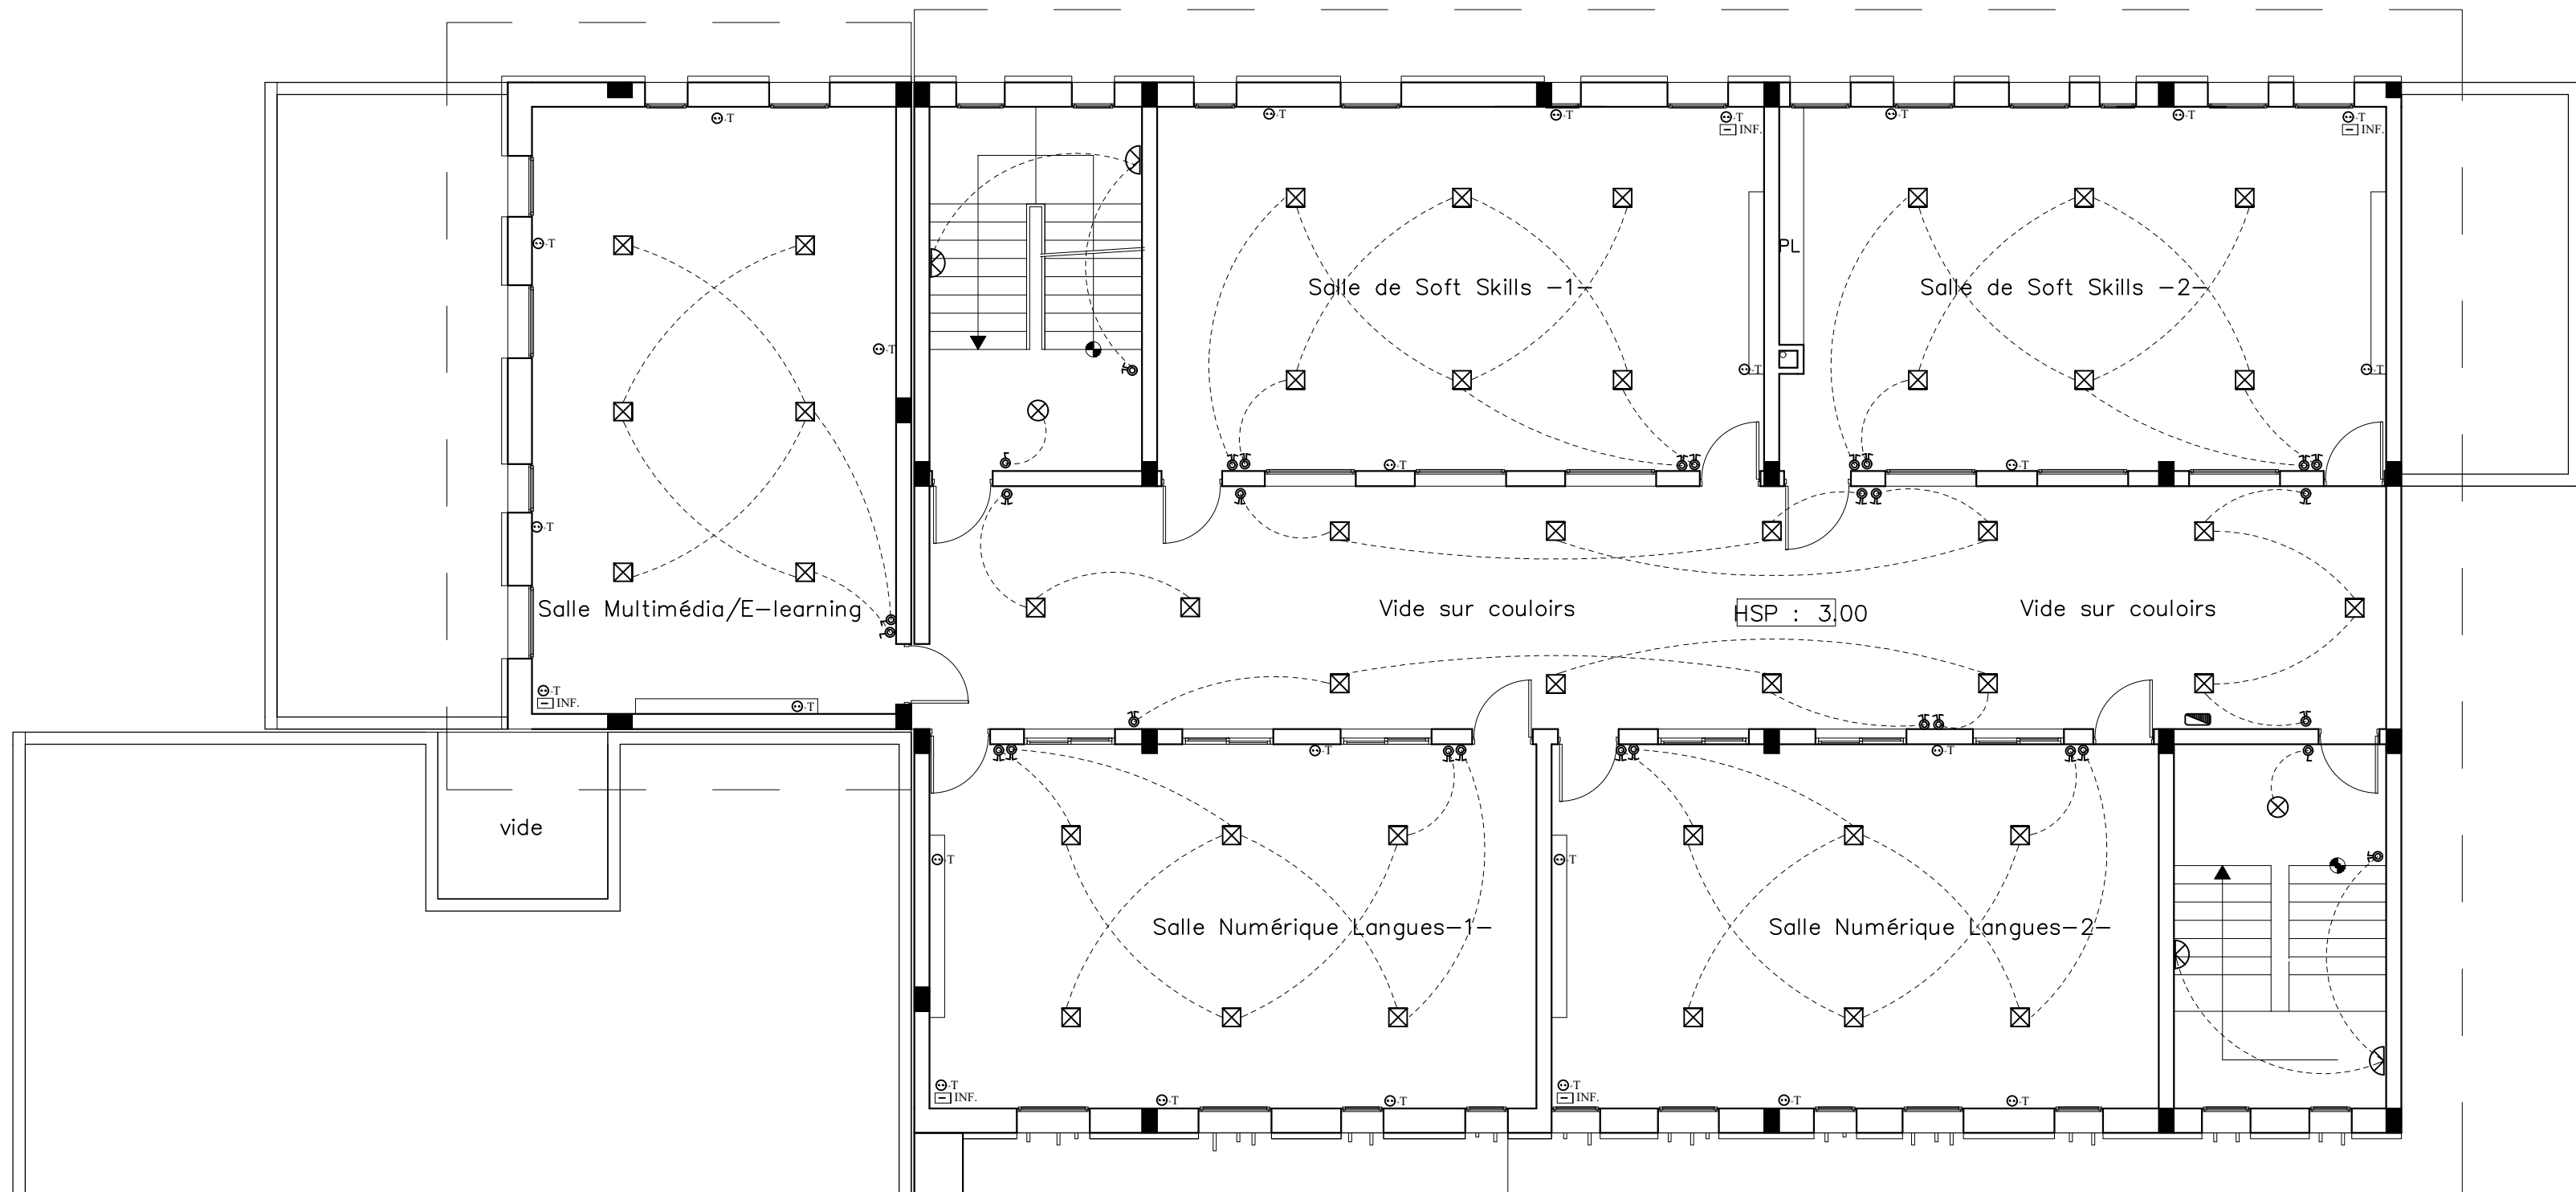 -T
-T
-T
-T
INF.
-T
-T
-T
INF.
-T
PL
Salle de Soft Skills -1-
Salle de Soft Skills -2-
-T
-T
-T
-T
-T
-T
Salle Multimédia/E-learning
Vide sur couloirs
HSP : 3.00
Vide sur couloirs
-T
INF.
-T
-T
-T
vide
-T
-T
Salle Numérique Langues-1-
Salle Numérique Langues-2-
-T
INF.
-T
-T
-T
INF.
-T
-T